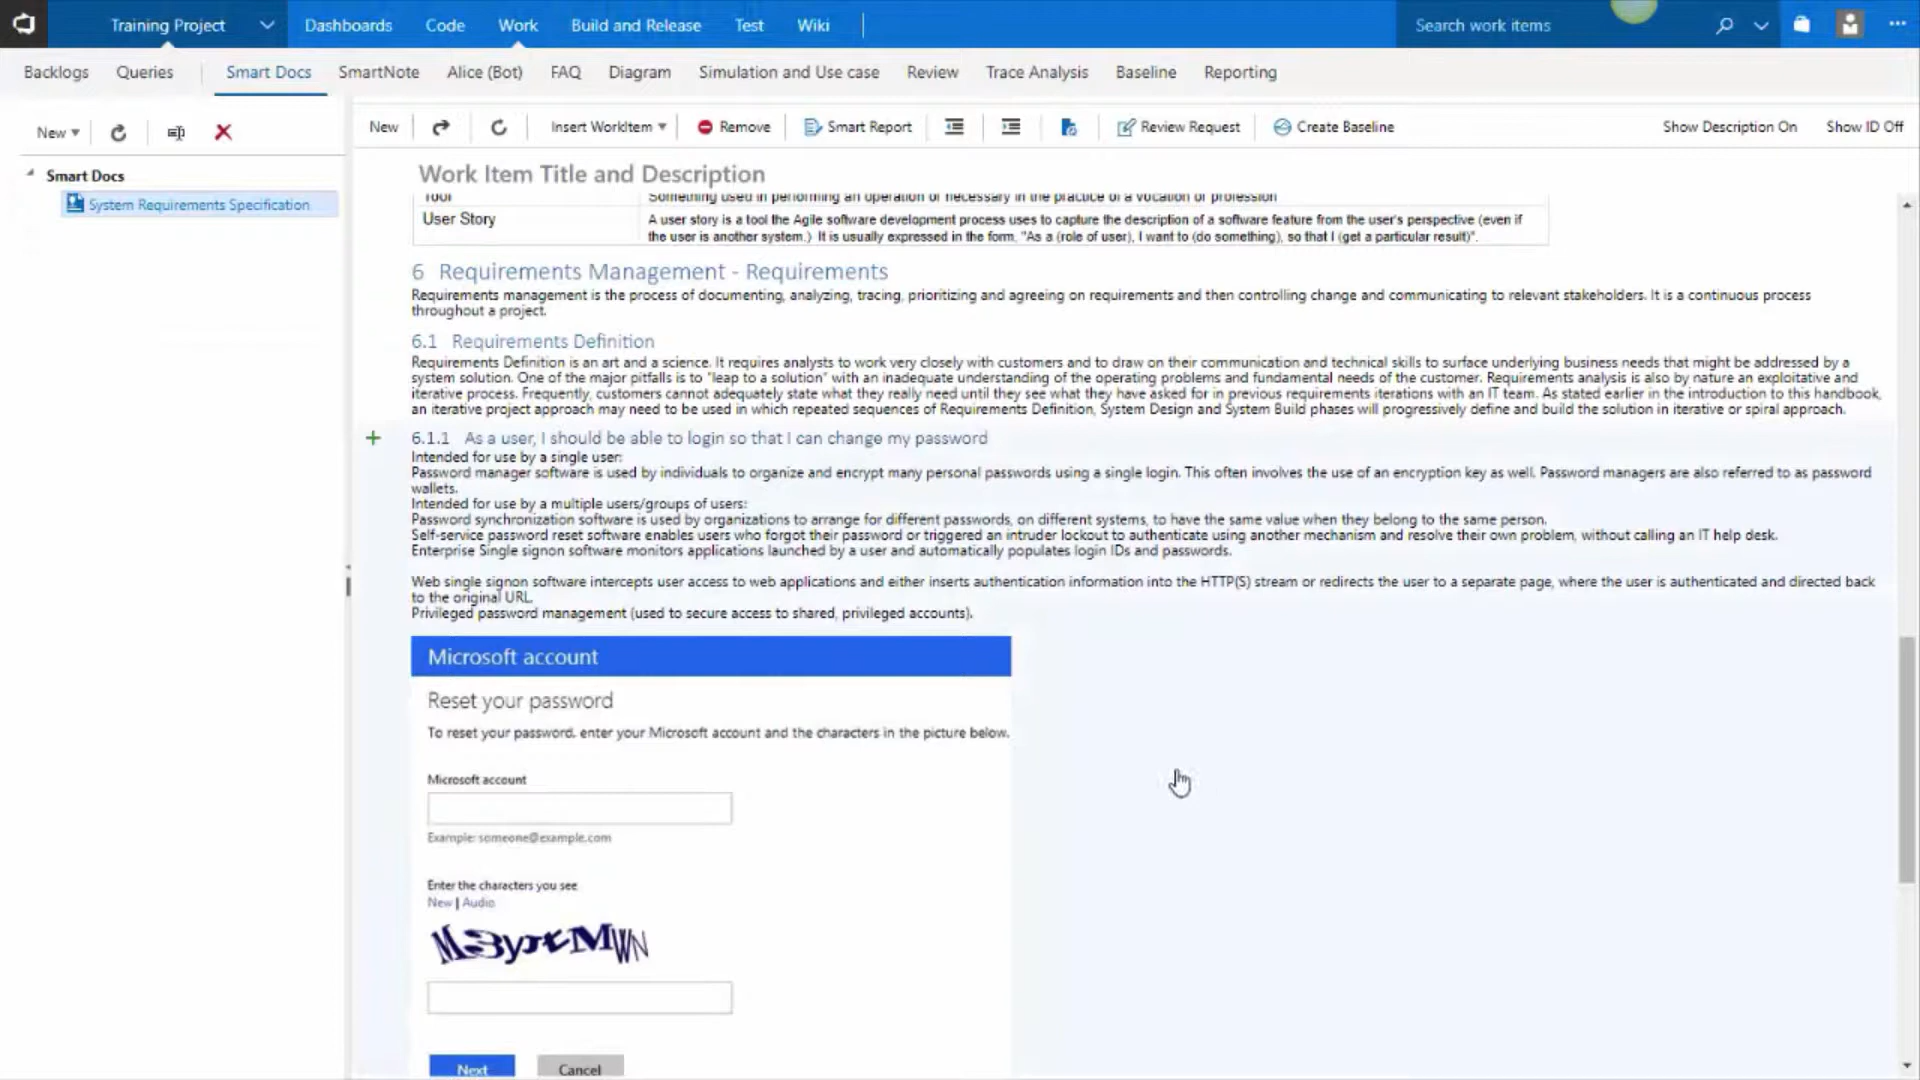 Training Project
Dashboards
Code
Work
Build and Release
Test
Wiki
Search work items
Backlogs
Queries
Smart Docs
SmartNote
Alice (Bot)
FAQ
Diagram
Simulation and Use case
Review
Trace Analysis
Baseline
Reporting
New
New
Insert WorkItem
Remove
Smart Report
Review Request
Create Baseline
Show Description On
Show ID Off
Smart Docs
System Requirements Specification
Work Item Title and Description
Tool
Something used in performing an operation or necessary in the practice of a vocation or profession
User Story
A user story is a tool the Agile software development process uses to capture the description of a software feature from the user's perspective (even if
the user is another system.) It is usually expressed in the form, "As a (role of user), I want to (do something), so that I (get a particular result)".
6 Requirements Management - Requirements
Requirements management is the process of documenting, analyzing, tracing, prioritizing and agreeing on requirements and then controlling change and communicating to relevant stakeholders. It is a continuous process
throughout a project.
6.1 Requirements Definition
Requirements Definition is an art and a science. It requires analysts to work very closely with customers and to draw on their communication and technical skills to surface underlying business needs that might be addressed by a
system solution. One of the major pitfalls is to "leap to a solution" with an inadequate understanding of the operating problems and fundamental needs of the customer. Requirements analysis is also by nature an exploitative and
iterative process. Frequently, customers cannot adequately state what they really need until they see what they have asked for in previous requirements iterations with an IT team. As stated earlier in the introduction to this handbook,
an iterative project approach may need to be used in which repeated sequences of Requirements Definition, System Design and System Build phases will progressively define and build the solution in iterative or spiral approach.
6.1.1 As a user, I should be able to login so that I can change my password
Intended for use by a single user:
Password manager software is used by individuals to organize and encrypt many personal passwords using a single login. This often involves the use of an encryption key as well. Password managers are also referred to as password
wallets.
Intended for use by a multiple users/groups of users:
Password synchronization software is used by organizations to arrange for different passwords, on different systems, to have the same value when they belong to the same person.
Self-service password reset software enables users who forgot their password or triggered an intruder lockout to authenticate using another mechanism and resolve their own problem, without calling an IT help desk.
Enterprise Single signon software monitors applications launched by a user and automatically populates login IDs and passwords.
Web single signon software intercepts user access to web applications and either inserts authentication information into the HTTP(S) stream or redirects the user to a separate page, where the user is authenticated and directed back
to the original URL.
Privileged password management (used to secure access to shared, privileged accounts).
Microsoft account
Reset your password
To reset your password, enter your Microsoft account and the characters in the picture below.
Microsoft account
Example: someone@example.com
Enter the characters you see
New | Audio
Next
Cancel